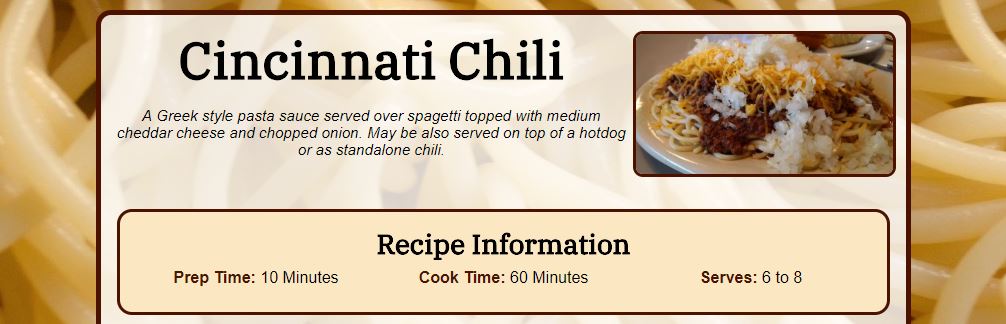 Cincinnati Chili
A Greek style pasta sauce served over spagetti topped with medium
cheddar cheese and chopped onion. May be also served on top of a hotdog
or as standalone chili.
Recipe Information
Prep Time: 10 Minutes Cook Time: 60 Minutes Serves: 6 to 8